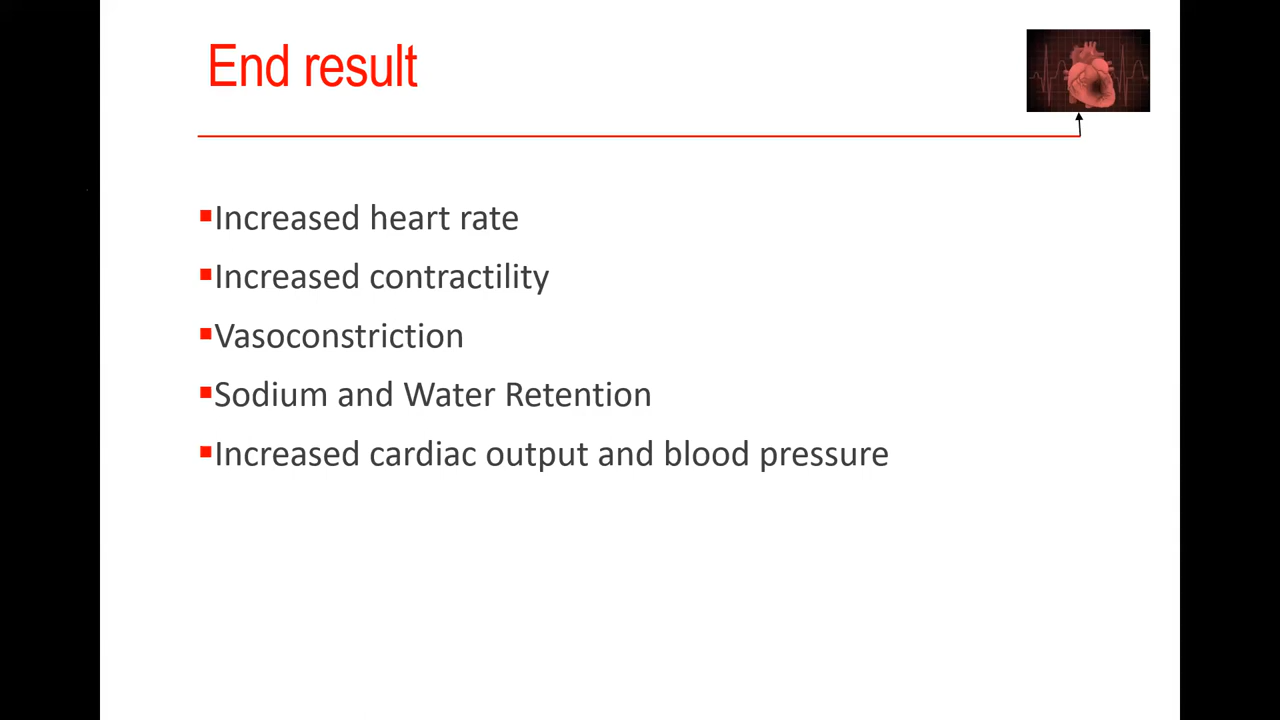 End result
▪Increased heart rate
▪Increased contractility
▪Vasoconstriction
▪Sodium and Water Retention
▪Increased cardiac output and blood pressure